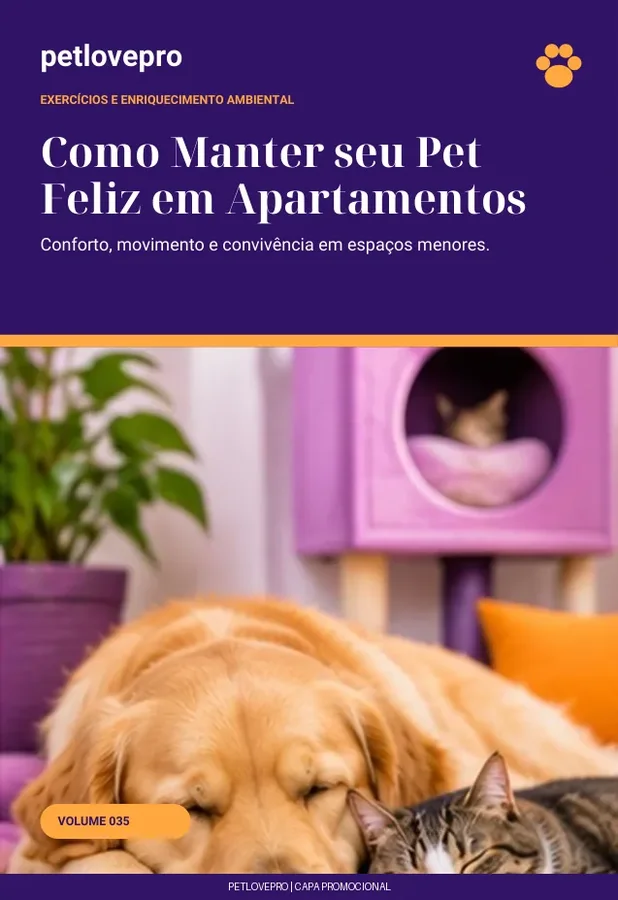 petlovepro
EXERCÍCIOS E ENRIQUECIMENTO AMBIENTAL
Como Manter seu Pet
Feliz em Apartamentos
Conforto, movimento e convivência em espaços menores.
VOLUME 035
PETLOVEPRO | CAPA PROMOCIONAL